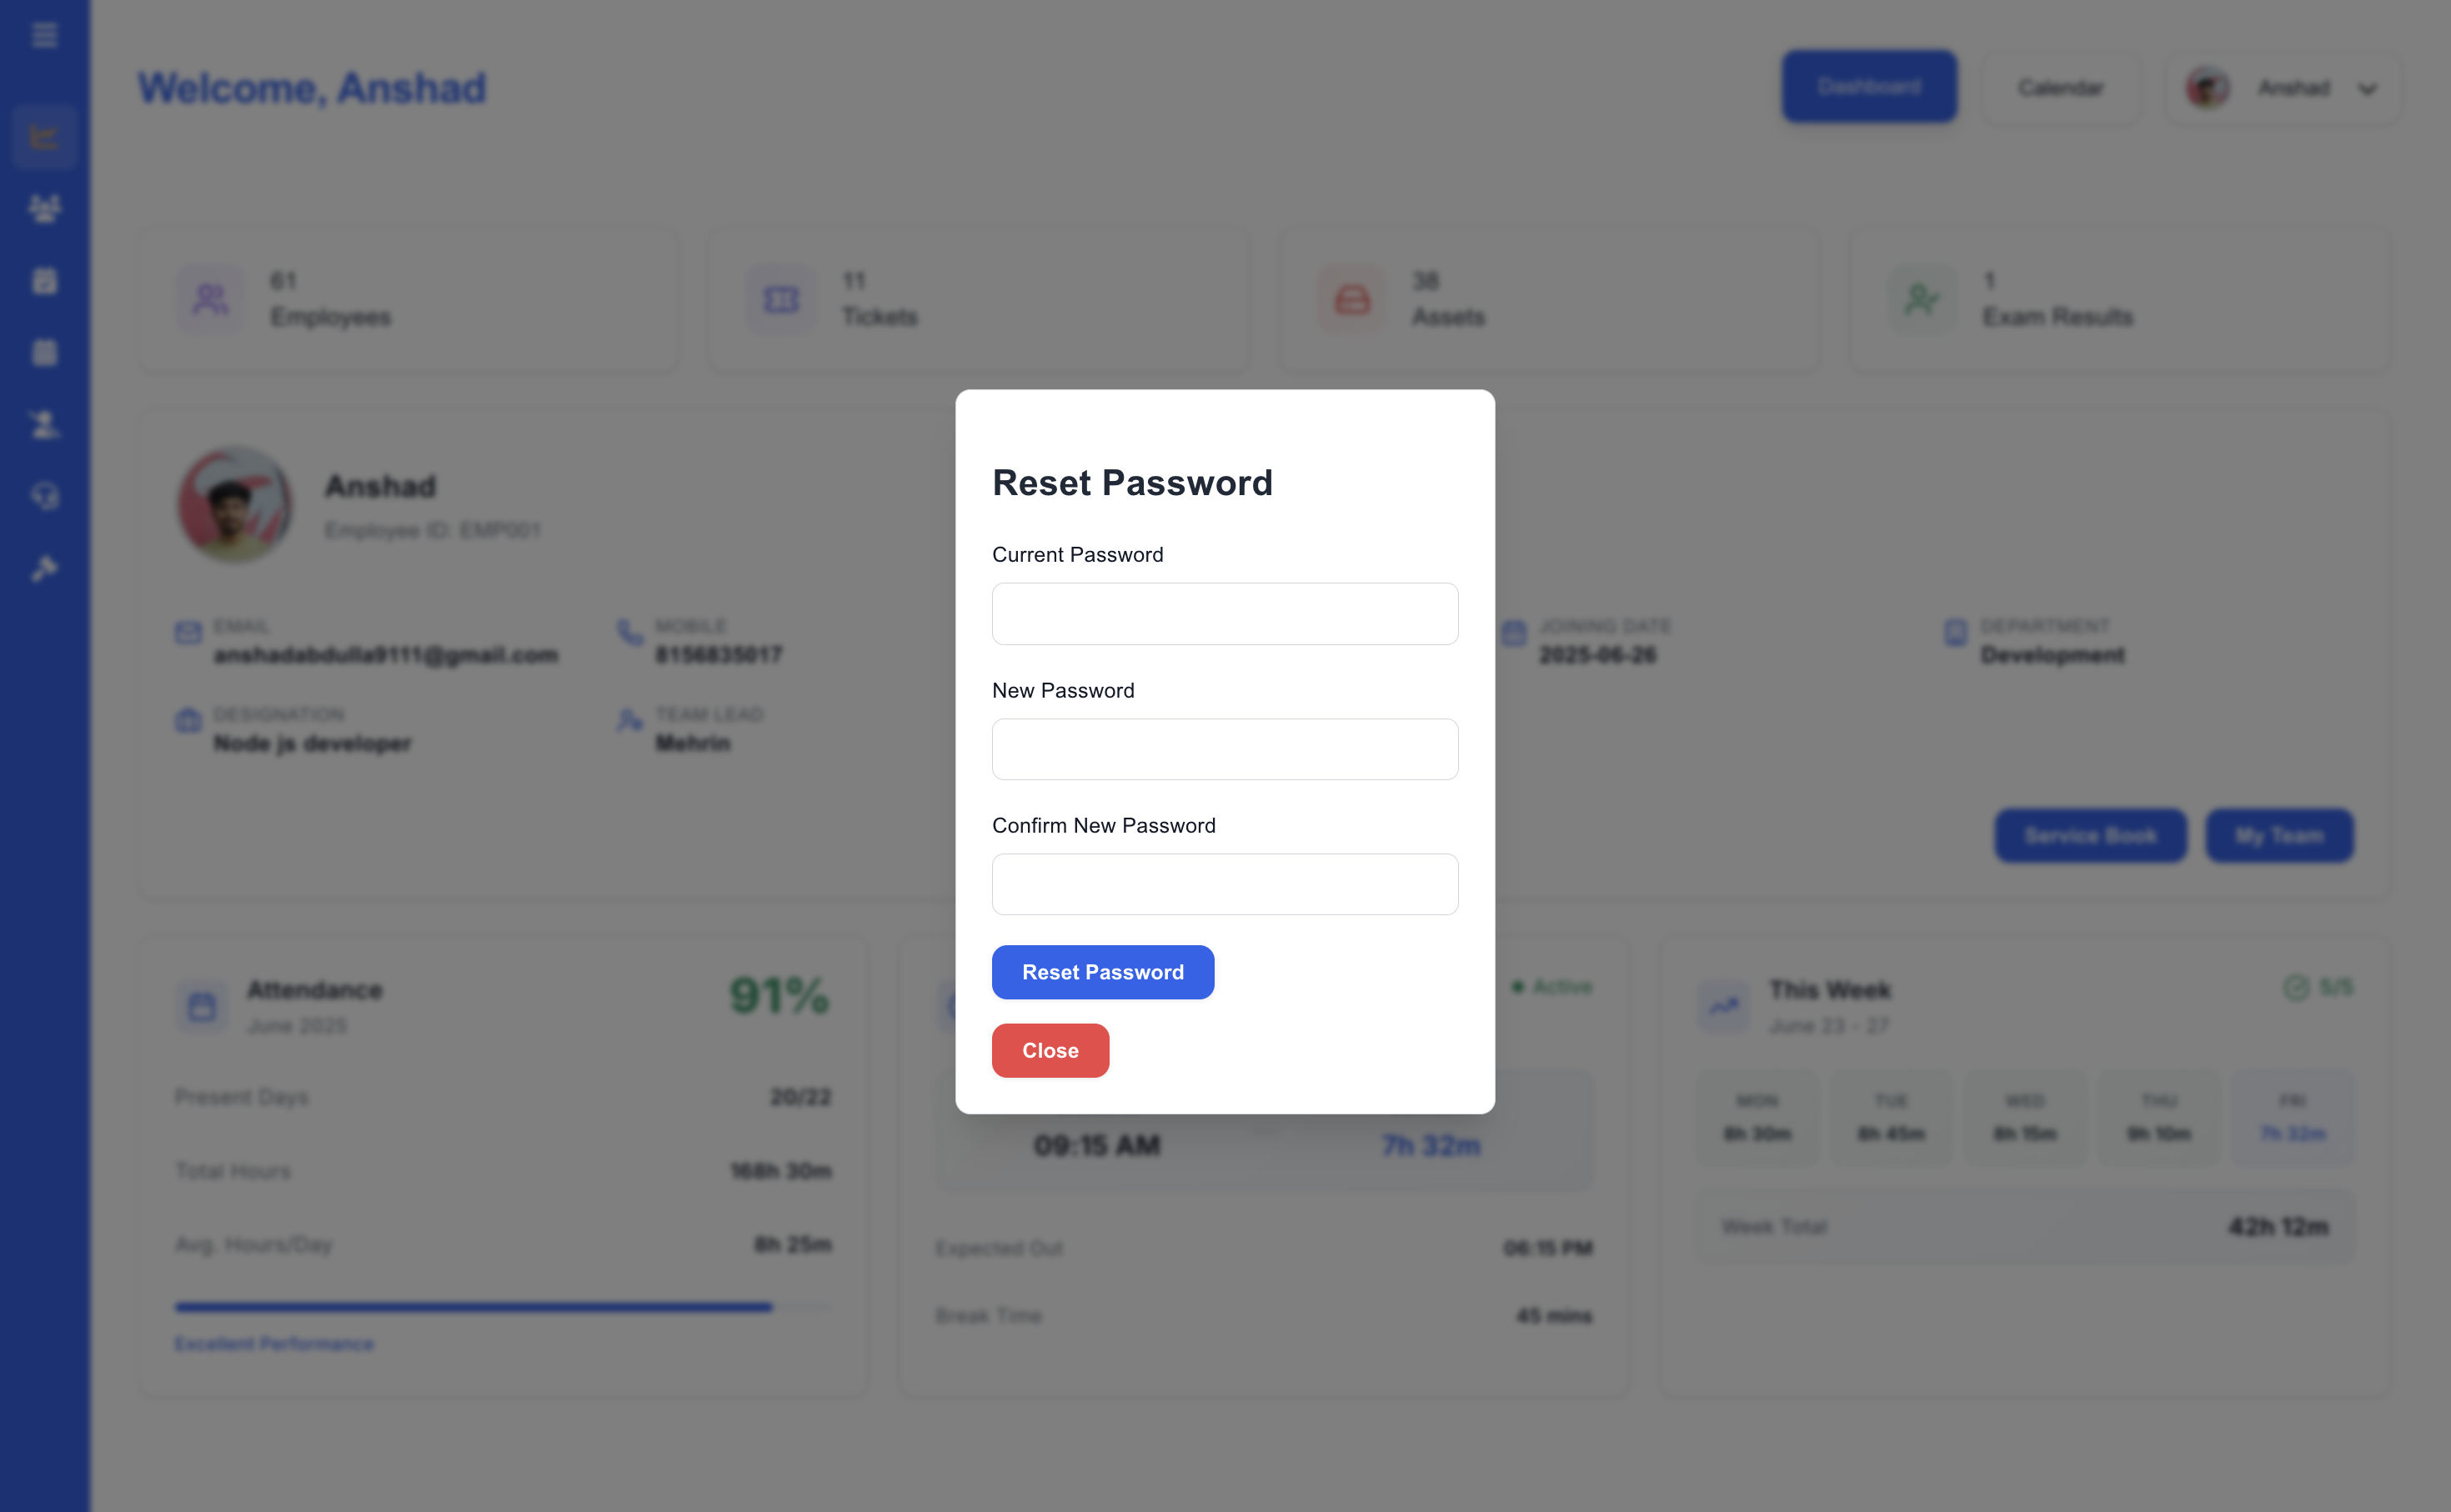 Welcome, Anshad
Dashboard
Calendar
Anshad
61
Employees
11
Tickets
38
Assets
1
Exam Results
Anshad
Employee ID: EMP001
EMAIL
anshadabdulla9111@gmail.com
MOBILE
8156835017
JOINING DATE
2025-06-26
DEPARTMENT
Development
DESIGNATION
Node js developer
TEAM LEAD
Mehrin
Service Book
My Team
Reset Password
Current Password
New Password
Confirm New Password
Reset Password
Close
Attendance
June 2025
91%
Present Days
20/22
Total Hours
168h 30m
Avg. Hours/Day
8h 25m
Excellent Performance
Active
09:15 AM
7h 32m
Expected Out
06:15 PM
Break Time
45 mins
This Week
June 23 - 27
5/5
MON
8h 30m
TUE
8h 45m
WED
8h 15m
THU
9h 10m
FRI
7h 32m
Week Total
42h 12m